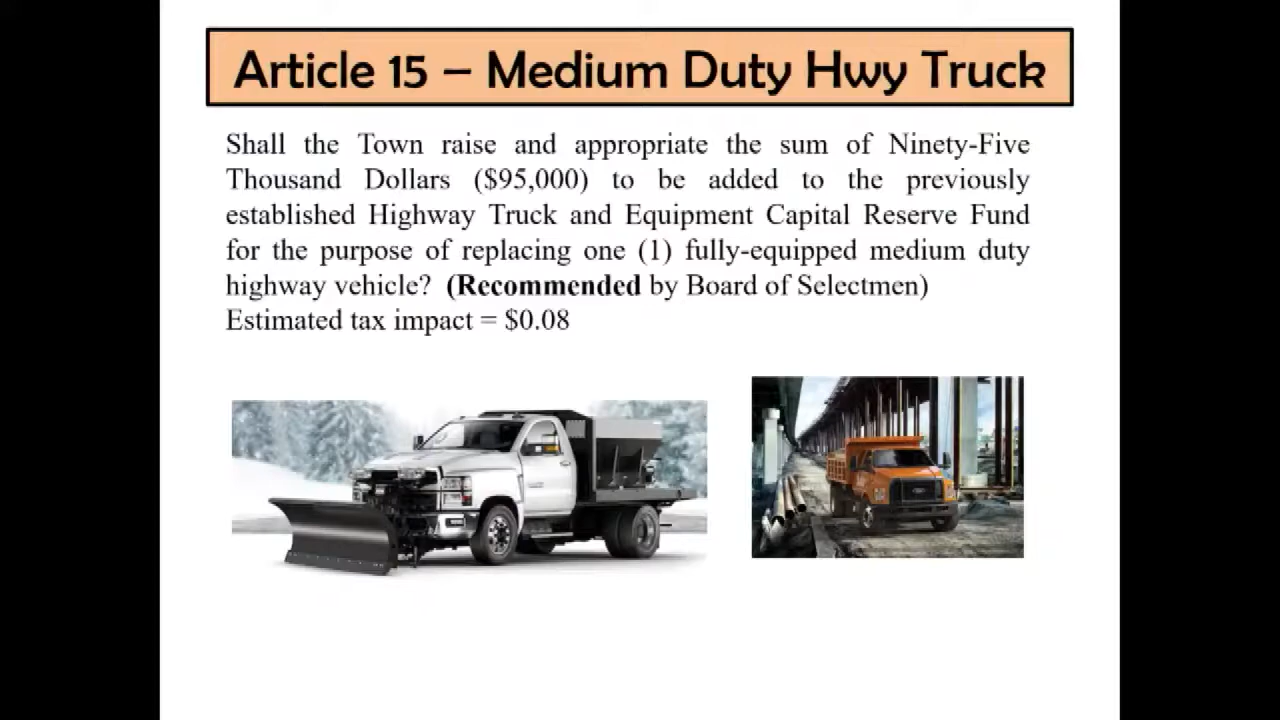 Article 15 – Medium Duty Hwy Truck
Shall the Town raise and appropriate the sum of Ninety-Five
Thousand Dollars ($95,000) to be added to the previously
established Highway Truck and Equipment Capital Reserve Fund
for the purpose of replacing one (1) fully-equipped medium duty
highway vehicle? (Recommended by Board of Selectmen)
Estimated tax impact = $0.08